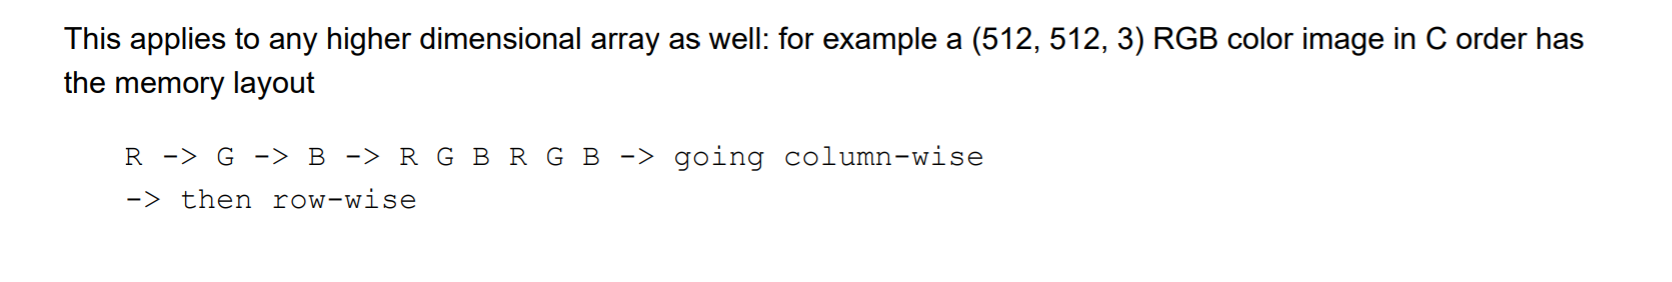 This applies to any higher dimensional array as well: for example a (512, 512, 3) RGB color image in C order has
the memory layout
R -> G -> B -> R G B R G B -> going column-wise
-> then row-wise